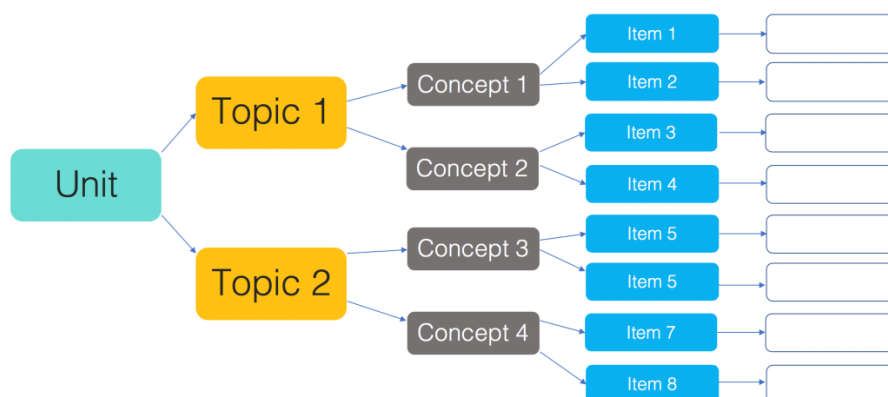 Unit
Topic 1
Topic 2
Concept 1
Concept 2
Concept 3
Concept 4
Item 1
Item 2
Item 3
Item 4
Item 5
Item 5
Item 7
Item 8